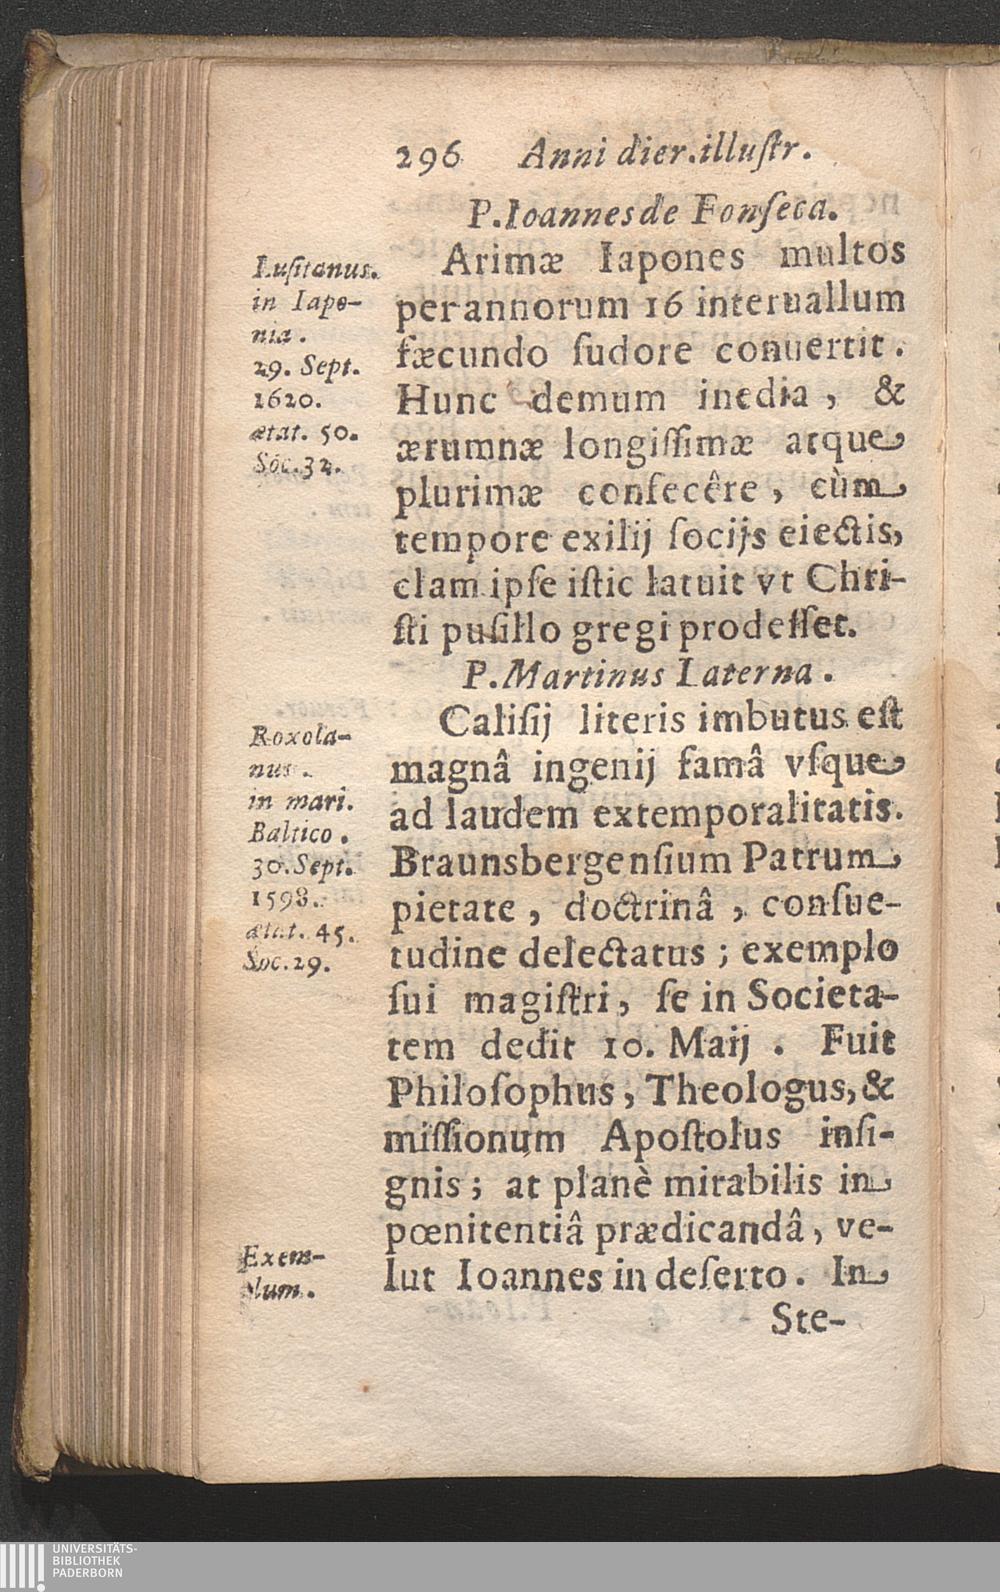 296 Anni dier.illuſtr.
P.Ioannes de Fonſeca.
Luſitanus.
in Iapo-
nia.
29. Sept.
1620.
ætat. 50.
Soc.32.
Arimæ Iapones multos
per annorum 16 interuallum
fæcundo ſudore conuertit.
Hunc demum inedia, &
ærumnæ longiſſimæ atque
plurimæ confecêre, cùm
tempore exilij ſocijs eiectis,
clam ipſe iſtic latuit vt Chri-
ſti puſillo gregi prodeſſet.
P.Martinus Laterna.
Roxola-
nus.
in mari.
Baltico.
30.Sept.
1598.
ætat. 45.
Soc.29.
Caliſij literis imbutus eſt
magnâ ingenij famâ vſque
ad laudem extemporalitatis.
Braunsbergenſium Patrum,
pietate, doctrinâ, conſue-
tudine delectatus; exemplo
ſui magiſtri, ſe in Societa-
tem dedit 10. Maij. Fuit
Philoſophus, Theologus, &
miſſionum Apoſtolus inſi-
gnis; at planè mirabilis in
pœnitentiâ prædicandâ, ve-
Exem-
plum.
lut Ioannes in deſerto. In
Ste-
UNIVERSITÄTS-
BIBLIOTHEK
PADERBORN